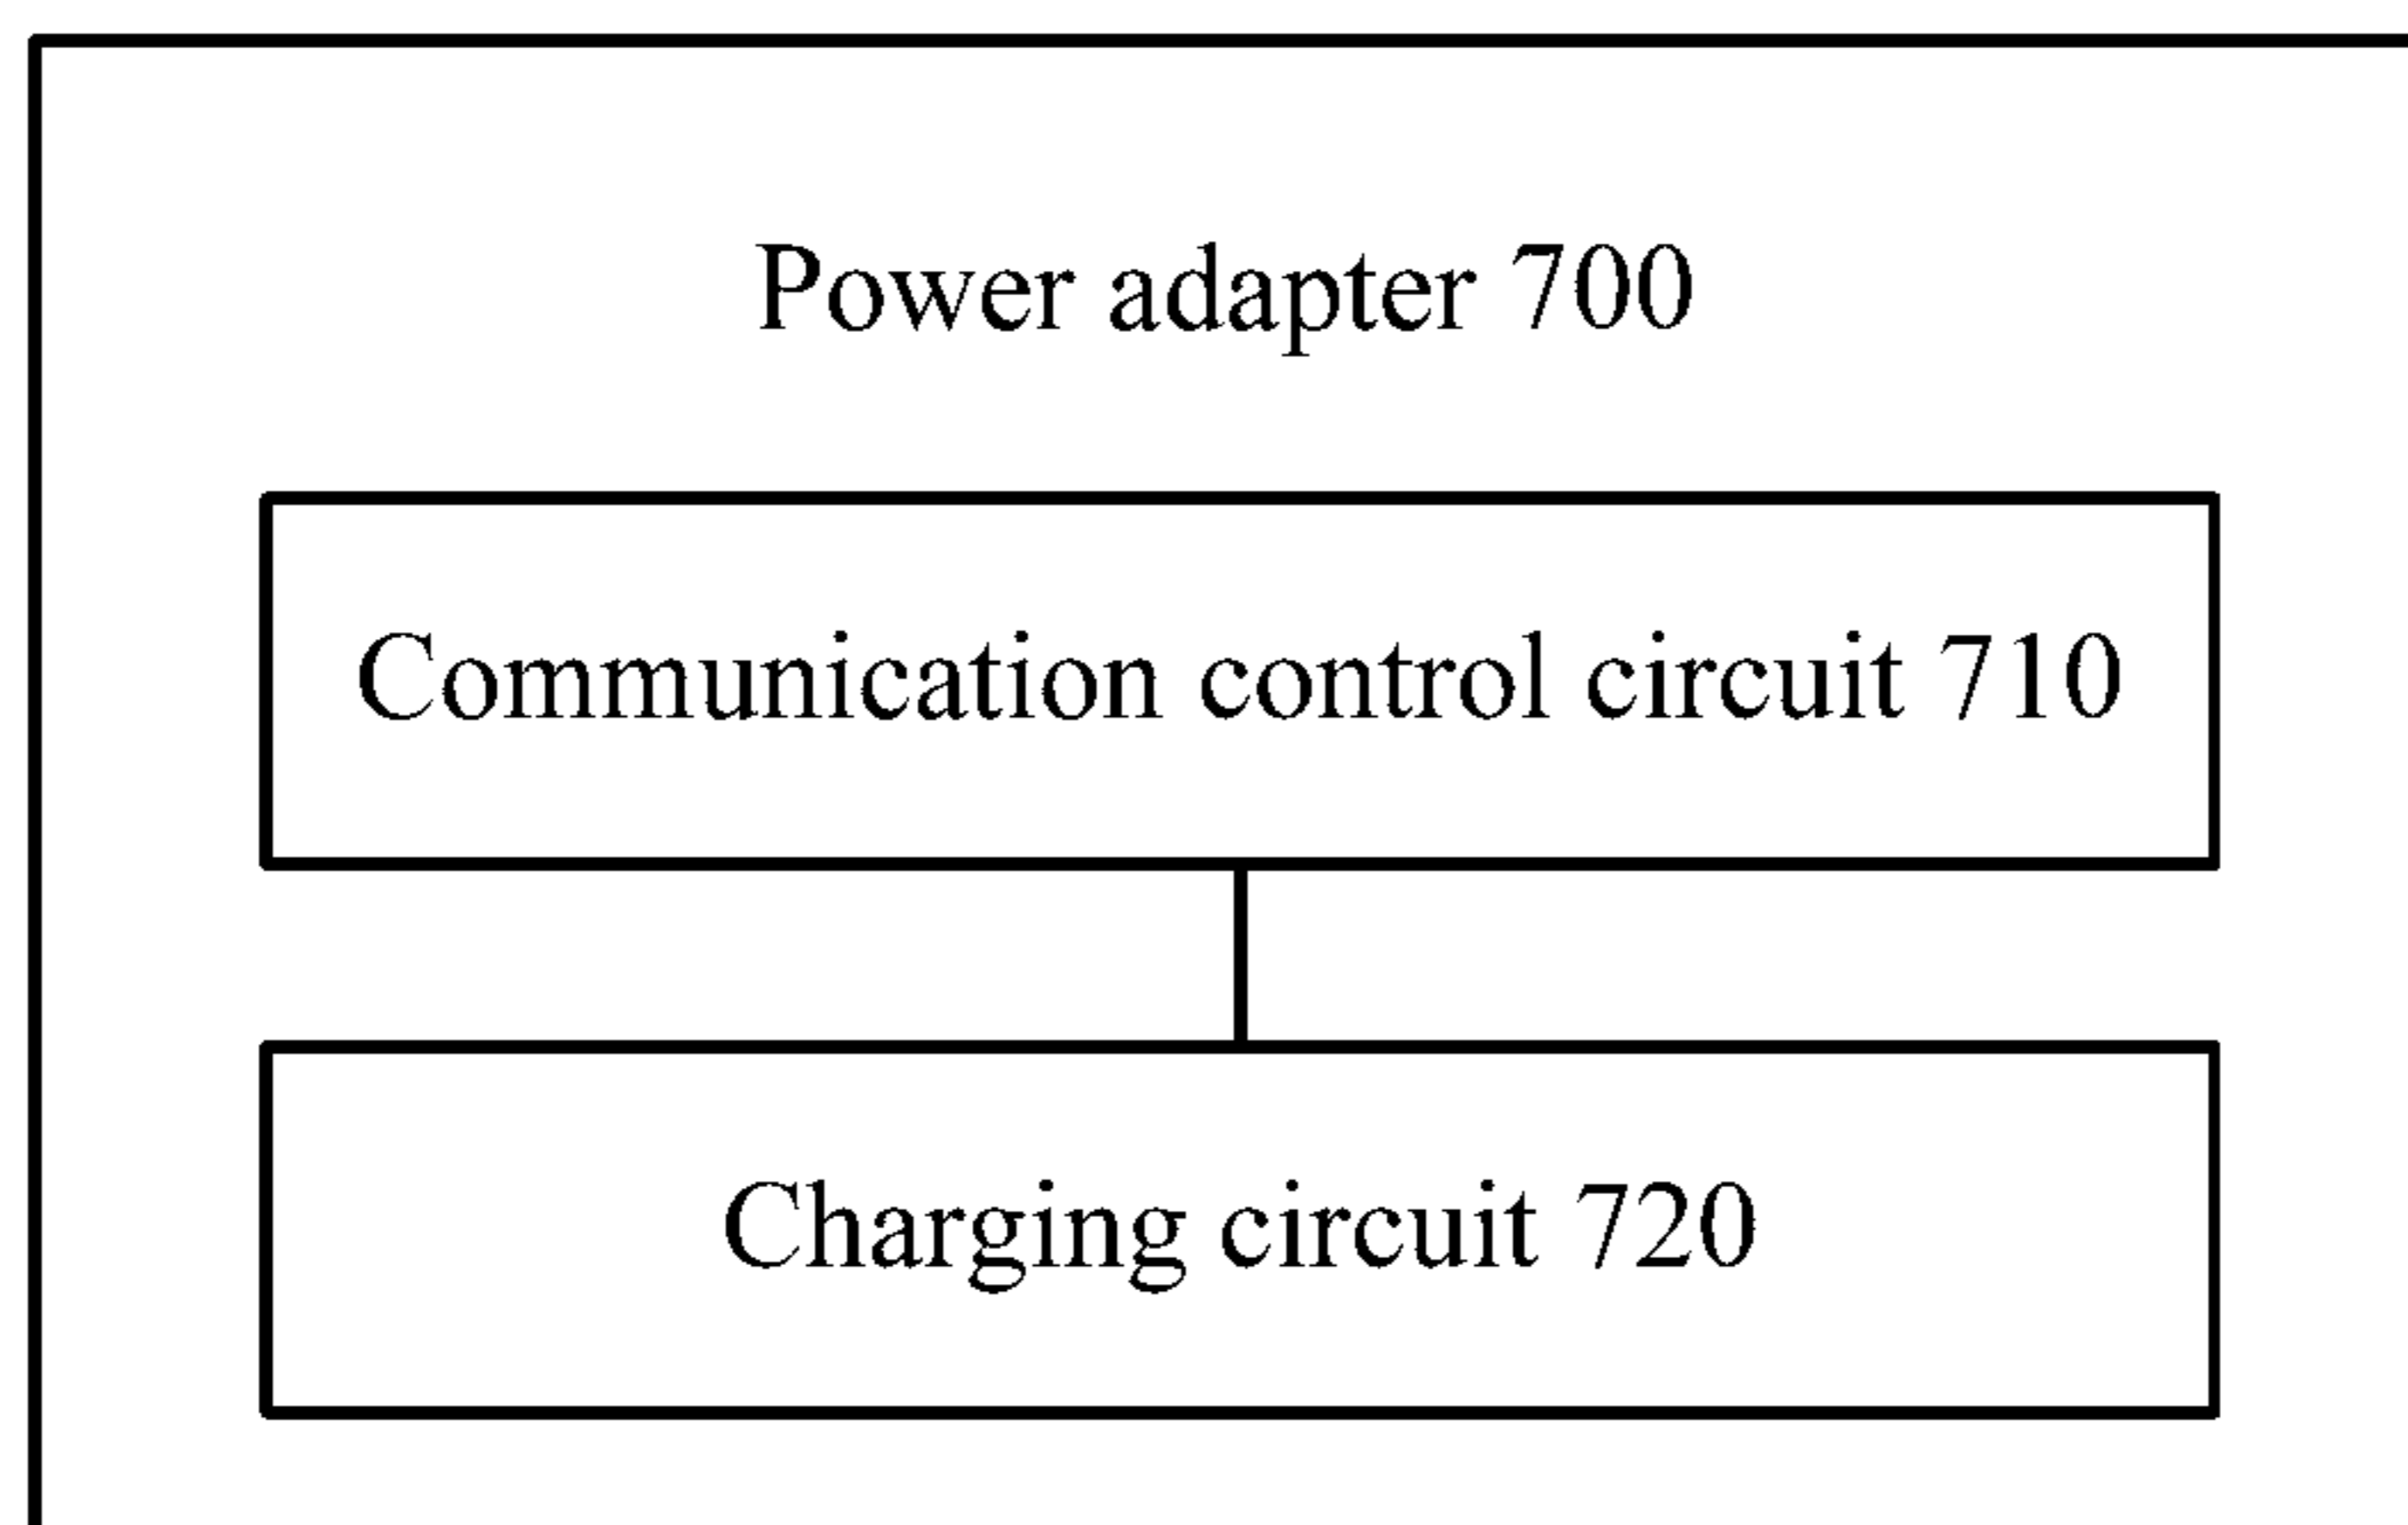 Power adapter 700
Communication control circuit 710
Charging circuit 720